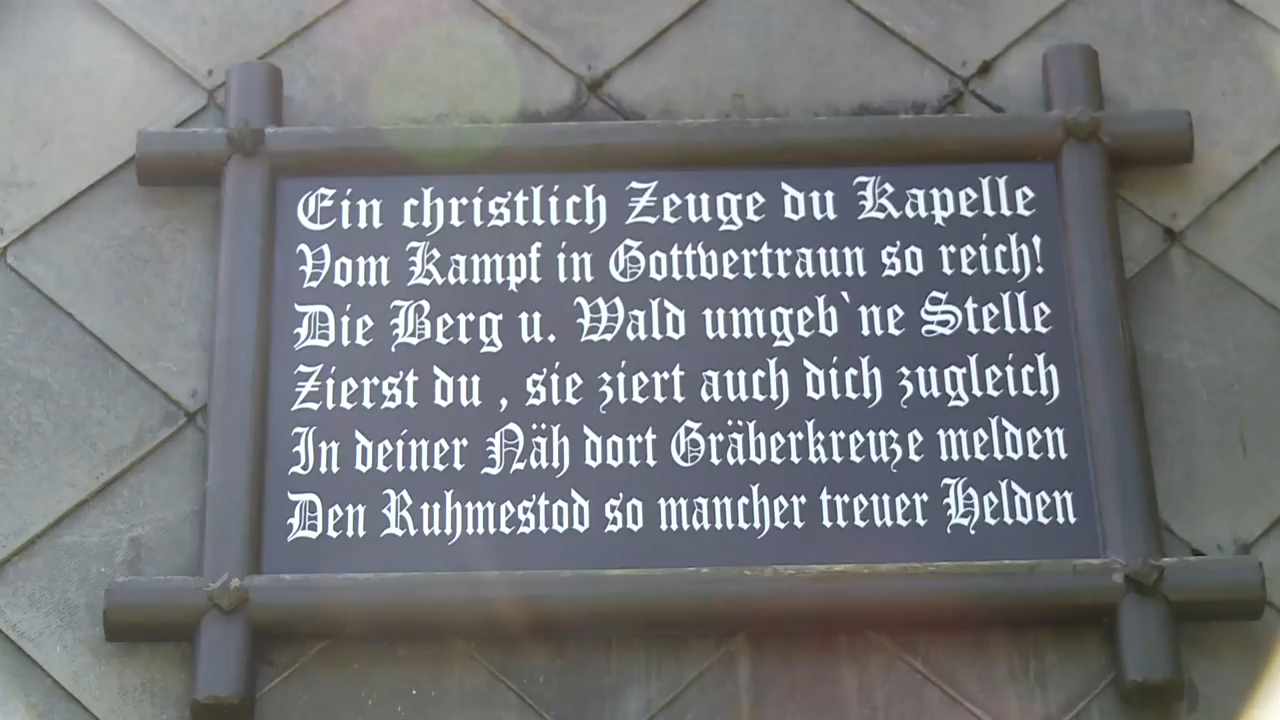 Ein christlich Zeuge du Kapelle
Vom Kampf in Gottvertraun so reich!
Die Berg u. Wald umgeb`ne Stelle
Zierst du , sie ziert auch dich zugleich
In deiner Näh dort Gräberkreuze melden
Den Ruhmestod so mancher treuer Helden